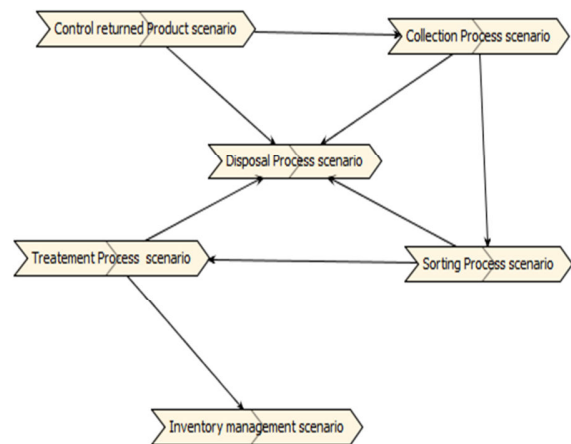 Control returned Product scenario
Collection Process scenario
Disposal Process scenario
Treatement Process scenario
Sorting Process scenario
Inventory management scenario